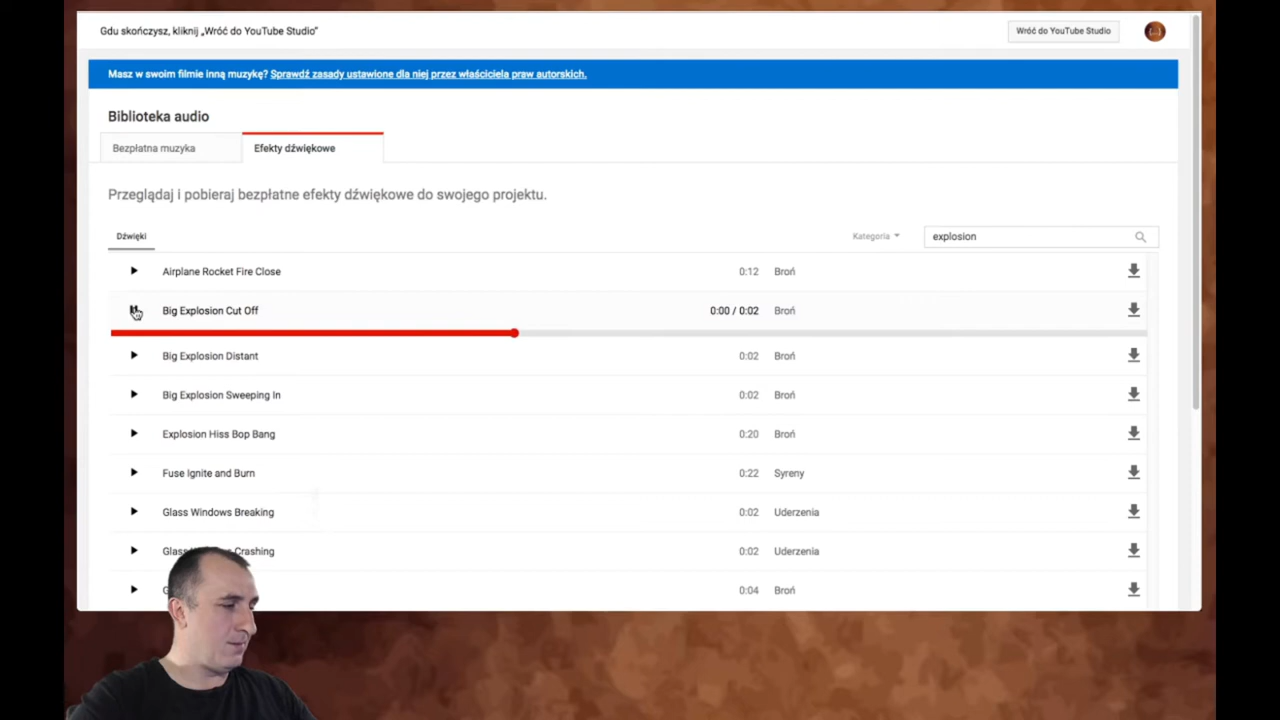 Gdu skończysz, kliknij „Wróć do YouTube Studio”
Wróć do YouTube Studio
Masz w swoim filmie inną muzykę? Sprawdź zasady ustawione dla niej przez właściciela praw autorskich.
Biblioteka audio
Bezpłatna muzyka
Efekty dźwiękowe
Przeglądaj i pobieraj bezpłatne efekty dźwiękowe do swojego projektu.
Dźwięki
Kategoria
explosion
Airplane Rocket Fire Close 0:12 Broń
Big Explosion Cut Off 0:00 / 0:02 Broń
Big Explosion Distant 0:02 Broń
Big Explosion Sweeping In 0:02 Broń
Explosion Hiss Bop Bang 0:20 Broń
Fuse Ignite and Burn 0:22 Syreny
Glass Windows Breaking 0:02 Uderzenia
Crashing 0:02 Uderzenia
0:04 Broń